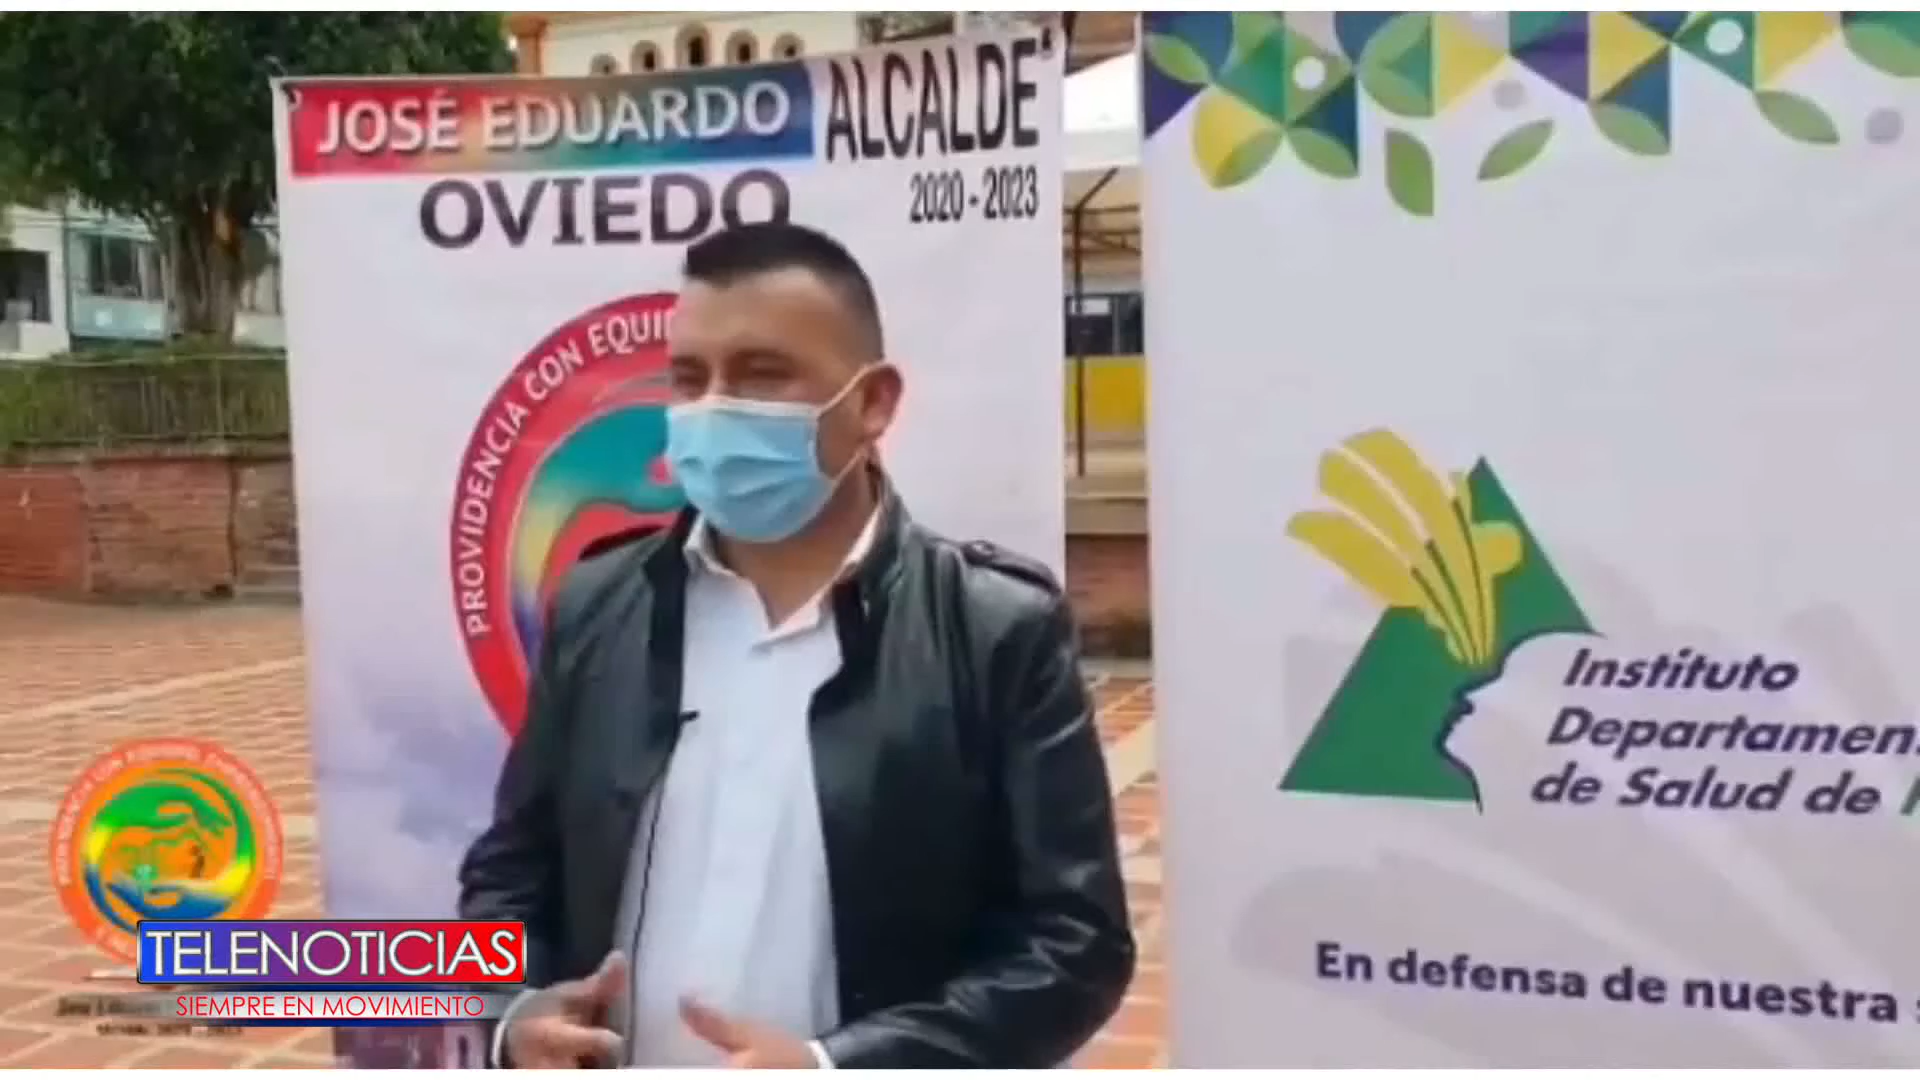 JOSÉ EDUARDO
ALCALDE
OVIEDO
2020 - 2023
PROVIDENCIA CON EQUI
Instituto
Departamen
de Salud de
En defensa de nuestra
TELENOTICIAS
SIEMPRE EN MOVIMIENTO